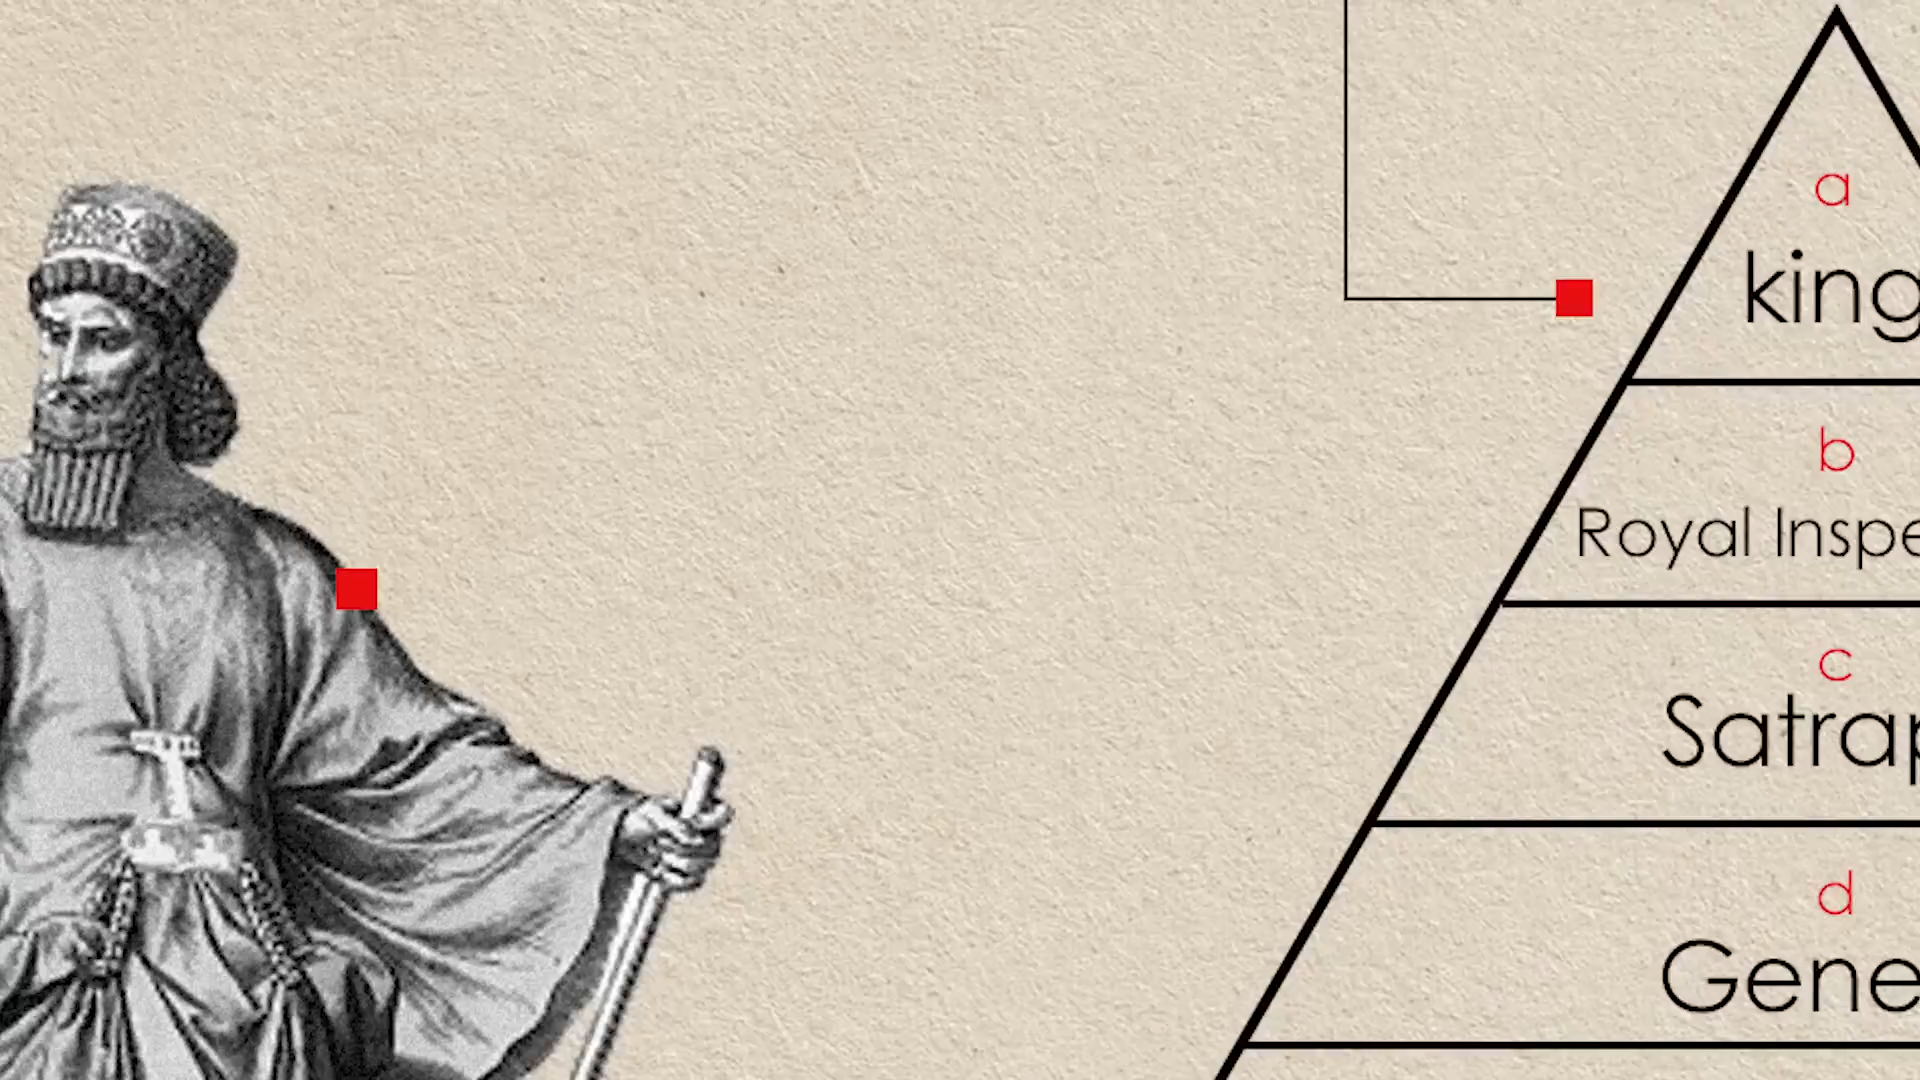 a
king
b
Royal Inspe
c
Satrap
d
Gene